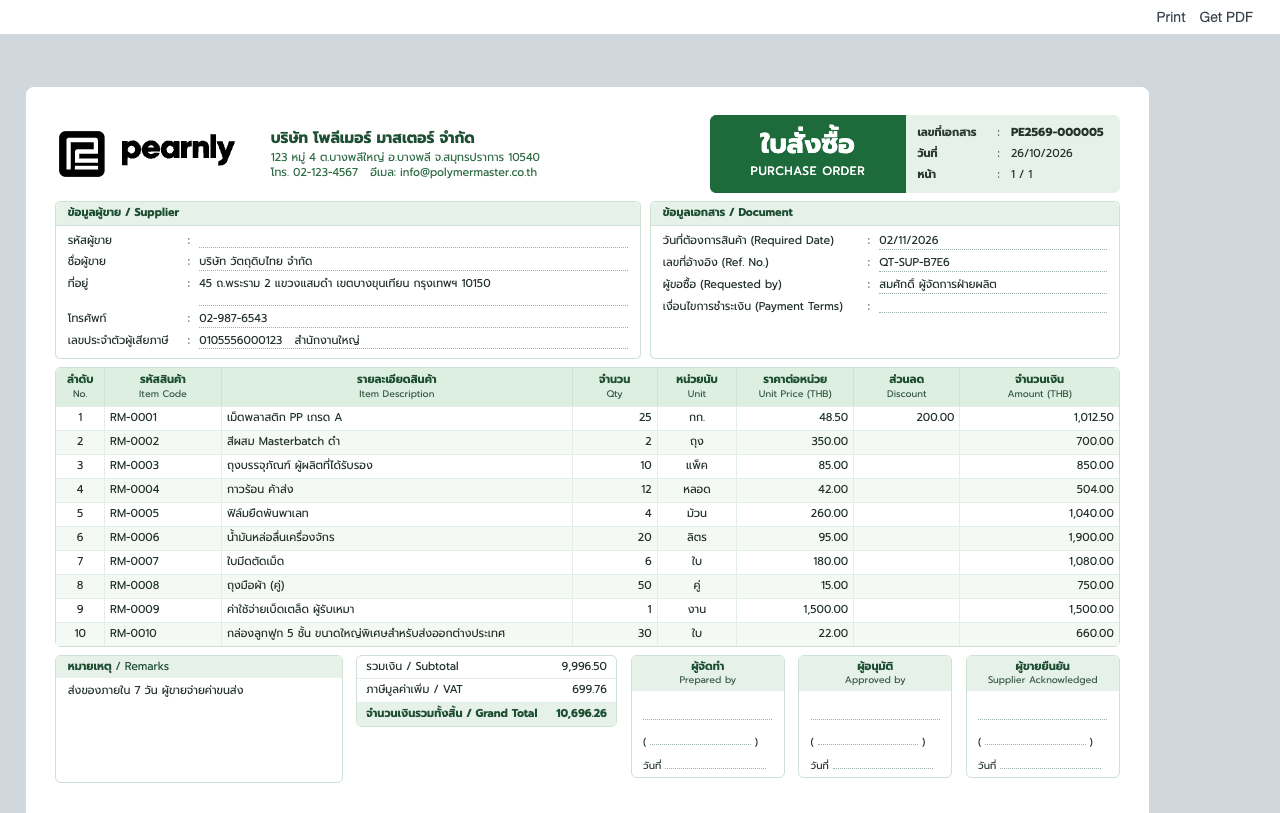 Print Get PDF
pearnly
บริษัท โพลีเมอร์ มาสเตอร์ จำกัด
123 หมู่ 4 ต.บางพลีใหญ่ อ.บางพลี จ.สมุทรปราการ 10540
โทร. 02-123-4567 อีเมล: info@polymermaster.co.th
ใบสั่งซื้อ
PURCHASE ORDER
เลขที่เอกสาร : PE2569-000005
วันที่ : 26/10/2026
หน้า : 1 / 1
ข้อมูลผู้ขาย / Supplier
รหัสผู้ขาย :
ชื่อผู้ขาย : บริษัท วัตถุดิบไทย จำกัด
ที่อยู่ : 45 ถ.พระราม 2 แขวงแสมดำ เขตบางขุนเทียน กรุงเทพฯ 10150
โทรศัพท์ : 02-987-6543
เลขประจำตัวผู้เสียภาษี : 0105556000123 สำนักงานใหญ่
ข้อมูลเอกสาร / Document
วันที่ต้องการสินค้า (Required Date) : 02/11/2026
เลขที่อ้างอิง (Ref. No.) : QT-SUP-B7E6
ผู้ขอซื้อ (Requested by) : สมศักดิ์ ผู้จัดการฝ่ายผลิต
เงื่อนไขการชำระเงิน (Payment Terms) :
ลำดับ รหัสสินค้า รายละเอียดสินค้า จำนวน หน่วยนับ ราคาต่อหน่วย ส่วนลด จำนวนเงิน
No. Item Code Item Description Qty Unit Unit Price (THB) Discount Amount (THB)
1 RM-0001 เม็ดพลาสติก PP เกรด A 25 กก. 48.50 200.00 1,012.50
2 RM-0002 สีผสม Masterbatch ดำ 2 ถุง 350.00 700.00
3 RM-0003 ถุงบรรจุภัณฑ์ ผู้ผลิตที่ได้รับรอง 10 แพ็ค 85.00 850.00
4 RM-0004 กาวร้อน ค้าส่ง 12 หลอด 42.00 504.00
5 RM-0005 ฟิล์มยืดพันพาเลท 4 ม้วน 260.00 1,040.00
6 RM-0006 น้ำมันหล่อลื่นเครื่องจักร 20 ลิตร 95.00 1,900.00
7 RM-0007 ใบมีดตัดเม็ด 6 ใบ 180.00 1,080.00
8 RM-0008 ถุงมือผ้า (คู่) 50 คู่ 15.00 750.00
9 RM-0009 ค่าใช้จ่ายเบ็ดเตล็ด ผู้รับเหมา 1 งาน 1,500.00 1,500.00
10 RM-0010 กล่องลูกฟูก 5 ชั้น ขนาดใหญ่พิเศษสำหรับส่งออกต่างประเทศ 30 ใบ 22.00 660.00
หมายเหตุ / Remarks
ส่งของภายใน 7 วัน ผู้ขายจ่ายค่าขนส่ง
รวมเงิน / Subtotal 9,996.50
ภาษีมูลค่าเพิ่ม / VAT 699.76
จำนวนเงินรวมทั้งสิ้น / Grand Total 10,696.26
ผู้จัดทำ
Prepared by
( )
วันที่
ผู้อนุมัติ
Approved by
( )
วันที่
ผู้ขายยืนยัน
Supplier Acknowledged
( )
วันที่